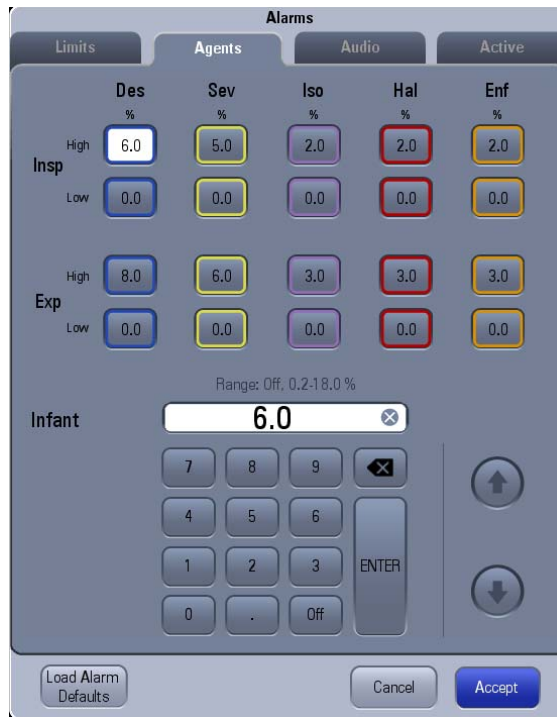 Alarms
Limits Agents Audio Active
Des Sev Iso Hal Enf
% % % % %
High 6.0 5.0 2.0 2.0 2.0
Insp
Low 0.0 0.0 0.0 0.0 0.0
High 8.0 6.0 3.0 3.0 3.0
Exp
Low 0.0 0.0 0.0 0.0 0.0
Range: Off, 0.2-18.0 %
Infant 6.0
7 8 9
4 5 6
1 2 3 ENTER
0 . Off
Load Alarm
Defaults
Cancel Accept